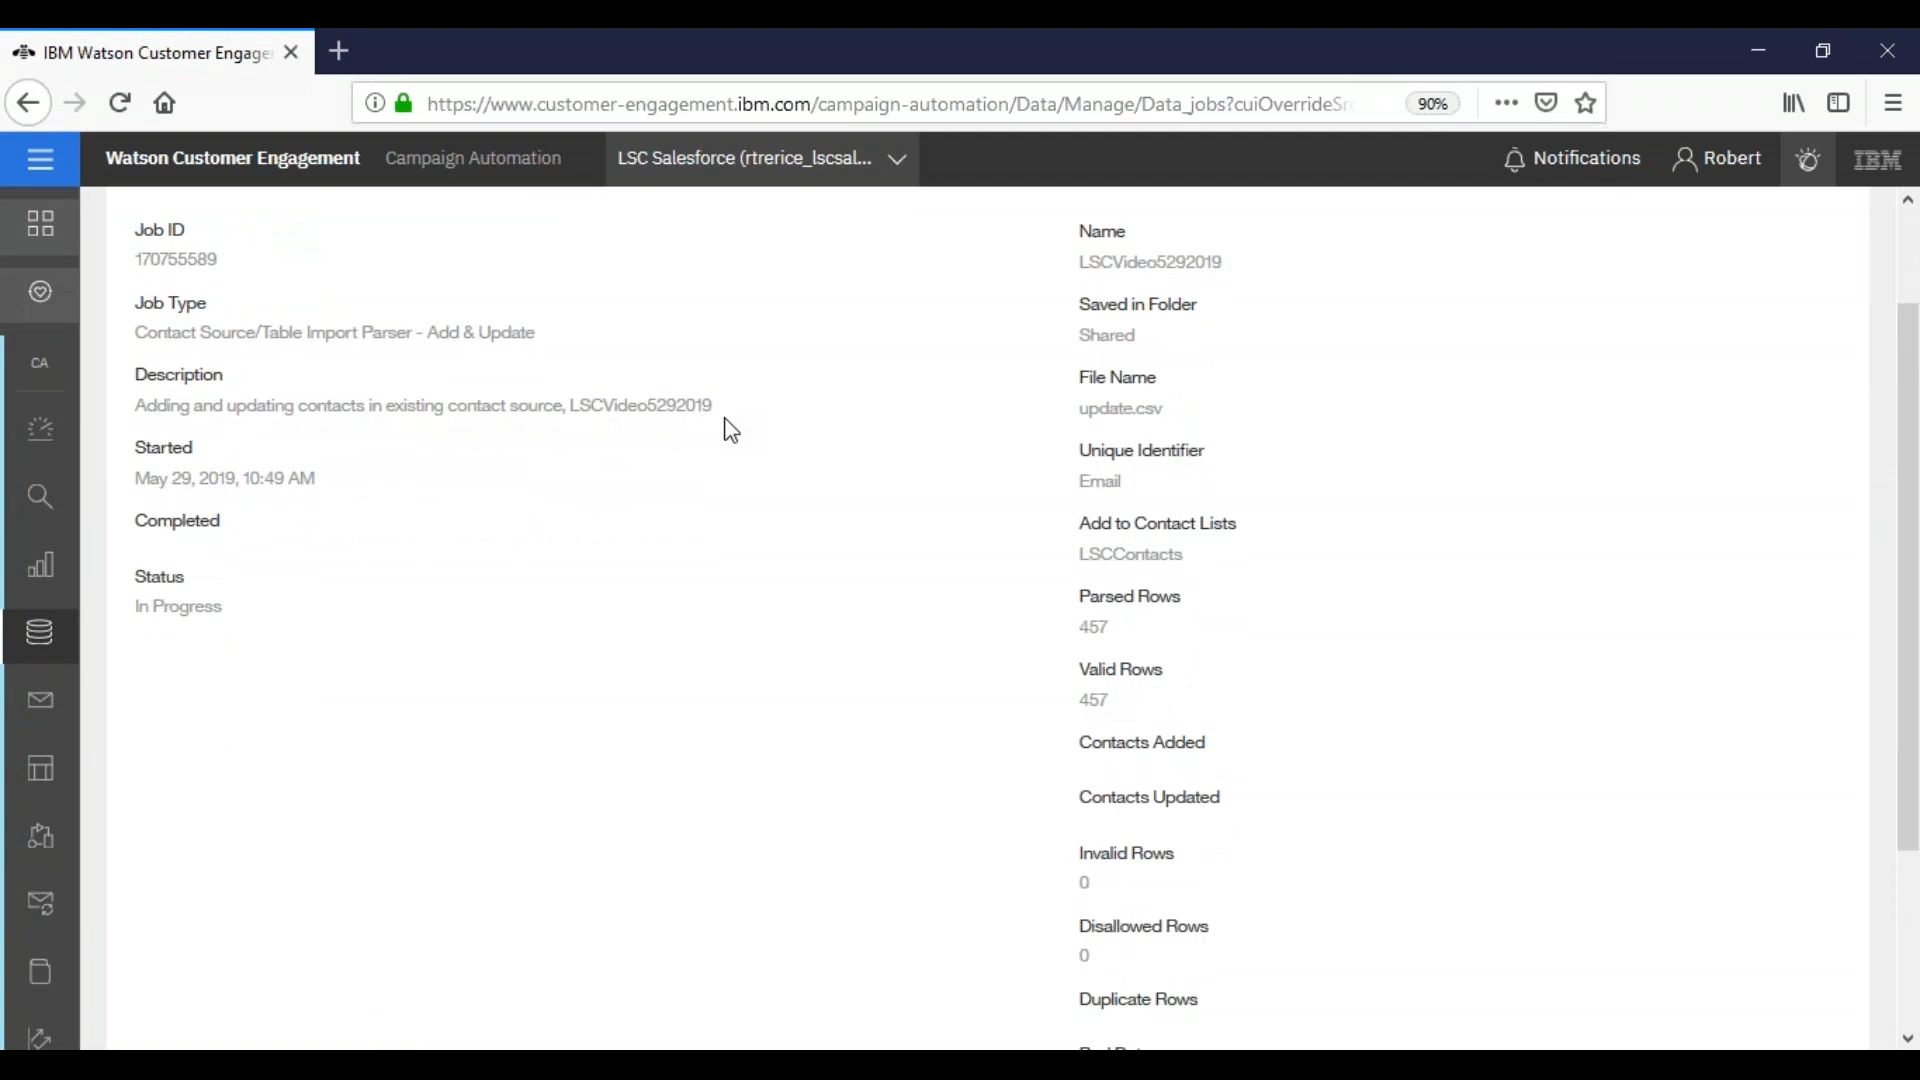 IBM Watson Customer Engage
https://www.customer-engagement.ibm.com/campaign-automation/Data/Manage/Data_jobs?cuiOverrideSrc
90%
Watson Customer Engagement
Campaign Automation
LSC Salesforce (rtrerice_lscsal...
Notifications
Robert
IBM
CA
Job ID
170755589
Job Type
Contact Source/Table Import Parser - Add & Update
Description
Adding and updating contacts in existing contact source, LSCVideo5292019
Started
May 29, 2019, 10:49 AM
Completed
Status
In Progress
Name
LSCVideo5292019
Saved in Folder
Shared
File Name
update.csv
Unique Identifier
Email
Add to Contact Lists
LSCContacts
Parsed Rows
457
Valid Rows
457
Contacts Added
Contacts Updated
Invalid Rows
0
Disallowed Rows
0
Duplicate Rows